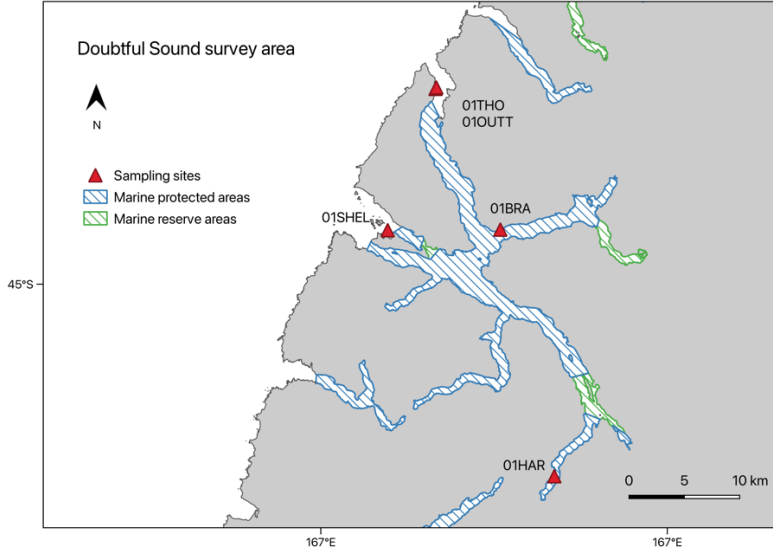 Doubtful Sound survey area
N
Sampling sites
Marine protected areas
Marine reserve areas
01THO
01OUTT
01SHEL
01BRA
45°S
01HAR
0 5 10 km
167°E 167°E